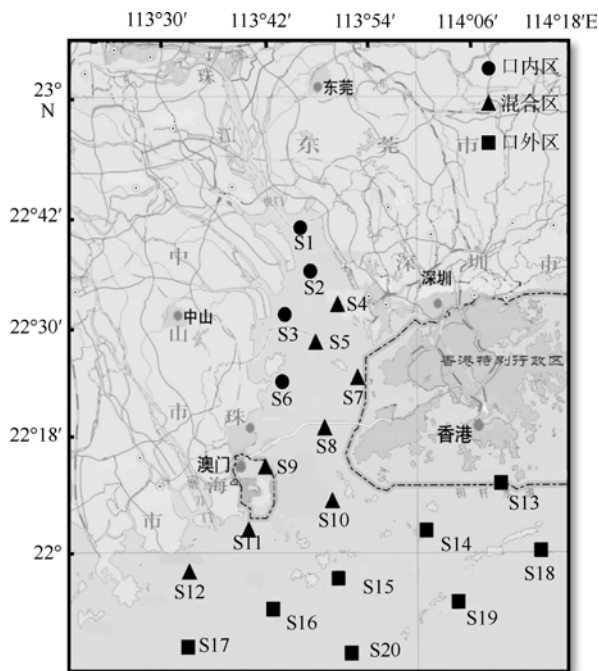 113°30′ 113°42′ 113°54′ 114°06′ 114°18′E
23°
N
22°42′
22°30′
22°18′
22°
● 口内区
▲ 混合区
■ 口外区
珠
东莞
江
东 莞 市
S1
中
S2
深 圳 市
深圳
S4
中山
S3
山
S5
香港特别行政区
S6
S7
市
珠
S8
香港
澳门
S9
海
S13
S10
市
S11
S14
S18
S12
S15
S16
S19
S17
S20